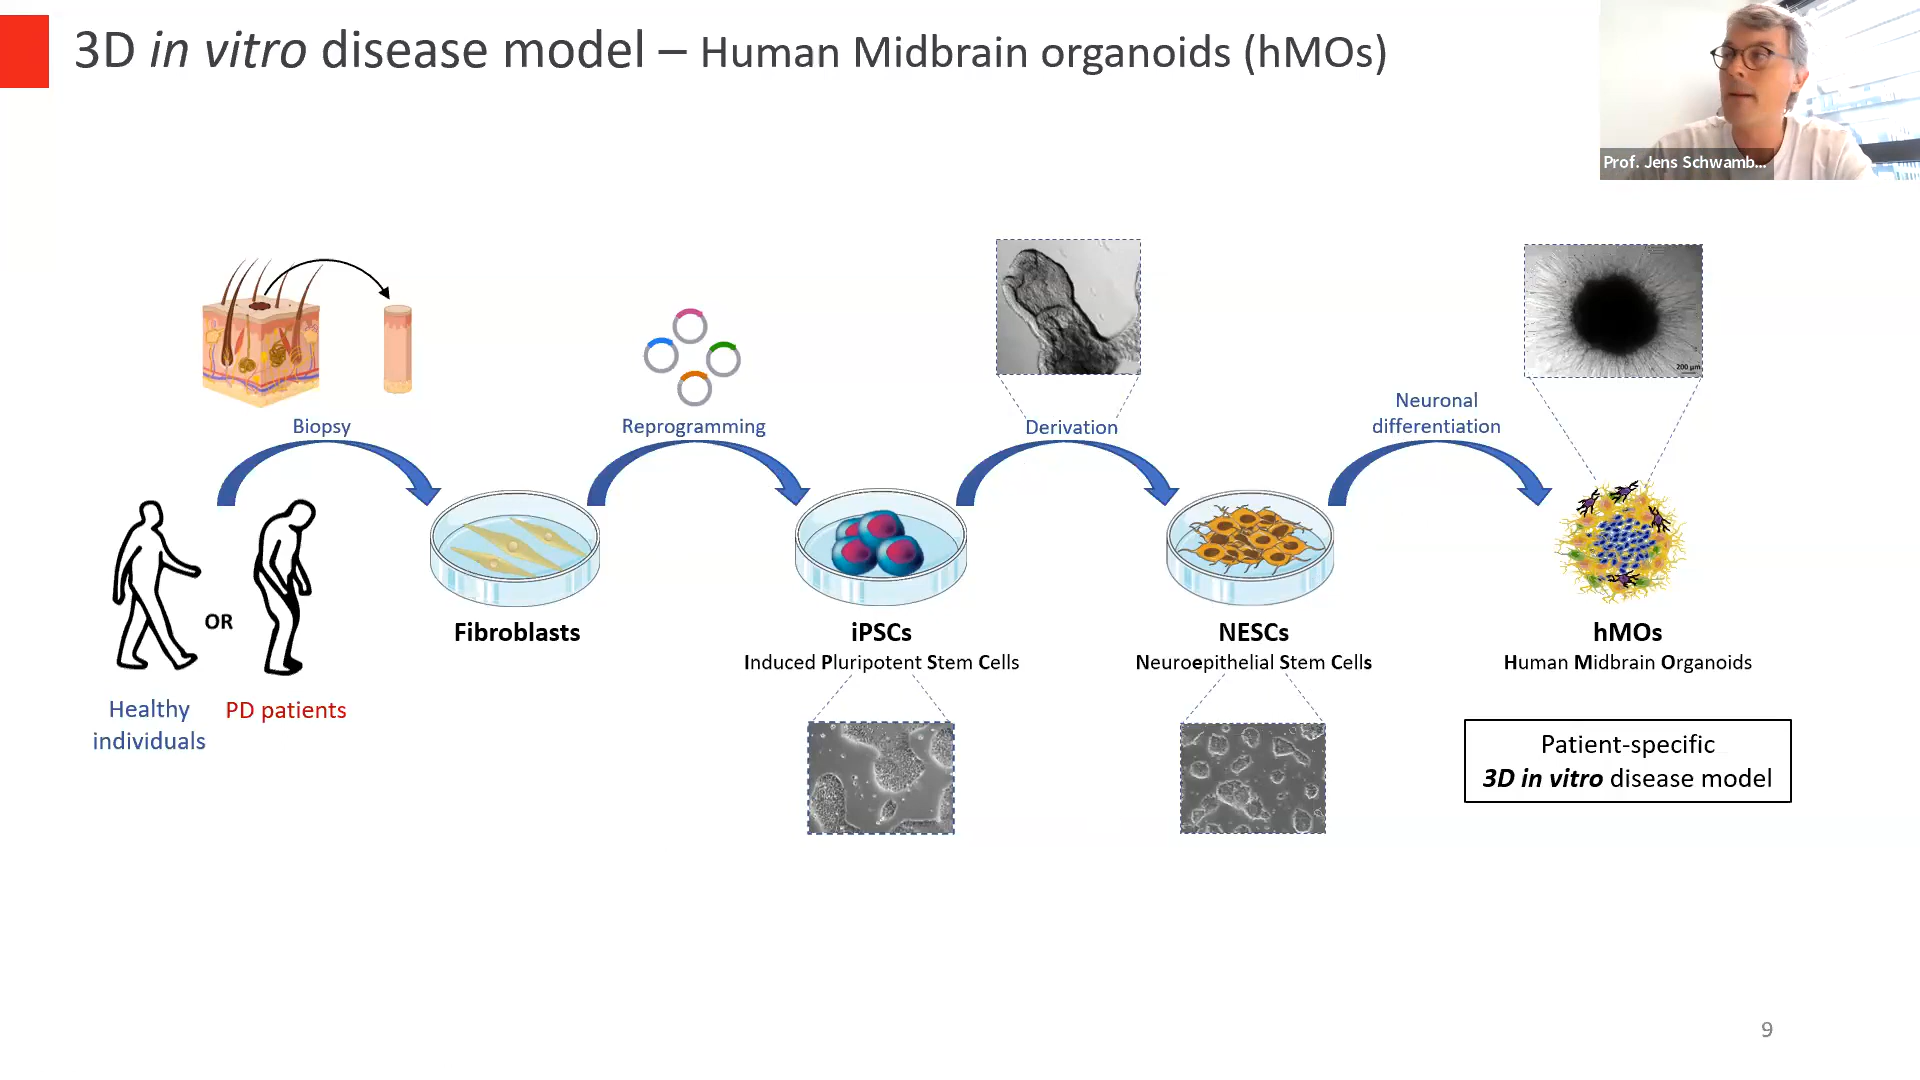 3D in vitro disease model – Human Midbrain organoids (hMOs)
Prof. Jens Schwamb...
Biopsy
Reprogramming
Derivation
Neuronal
differentiation
200 µm
OR
Healthy
individuals
PD patients
Fibroblasts
iPSCs
Induced Pluripotent Stem Cells
NESCs
Neuroepithelial Stem Cells
hMOs
Human Midbrain Organoids
Patient-specific
3D in vitro disease model
9